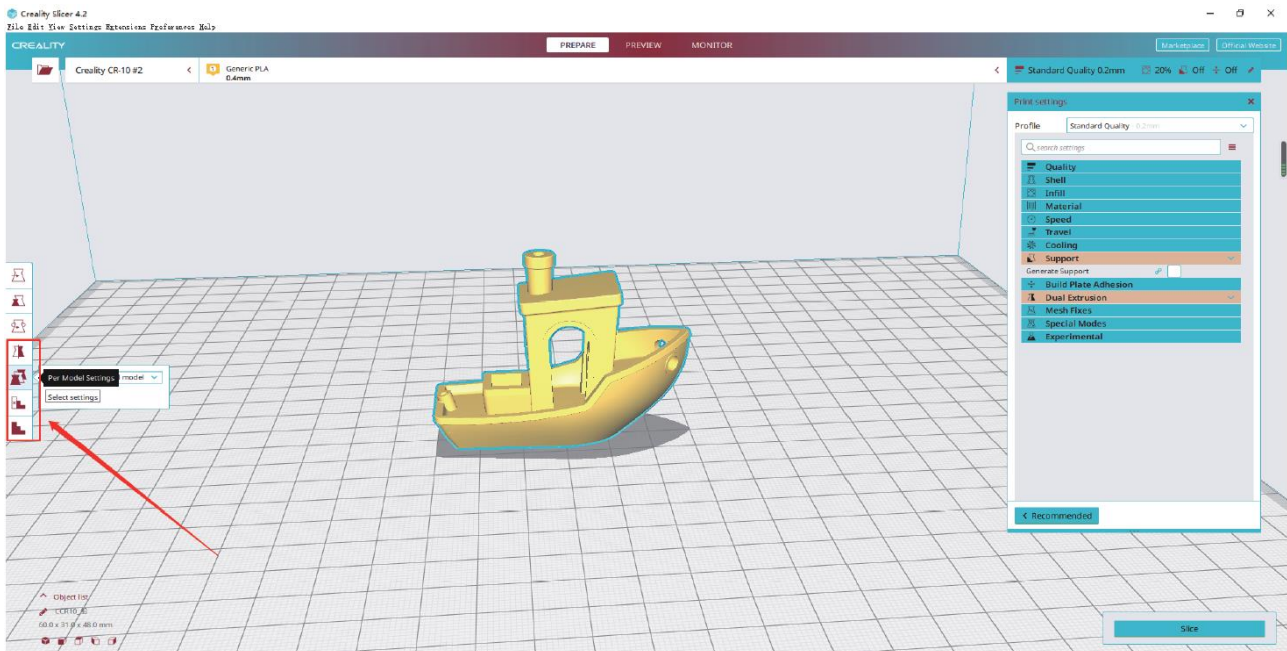 Creality Slicer 4.2
File Edit View Settings Extensions Preferences Help
CREALITY
PREPARE PREVIEW MONITOR
Marketplace Official Website
Creality CR-10 #2
Generic PLA
0.4mm
Standard Quality 0.2mm 20% Off Off
Print settings
Profile Standard Quality 0.2mm
search settings
Quality
Shell
Infill
Material
Speed
Travel
Cooling
Support
Generate Support
Build Plate Adhesion
Dual Extrusion
Mesh Fixes
Special Modes
Experimental
Per Model Settings model
Select settings
Recommended
Object list
60.0 x 31.0 x 48.0 mm
Slice